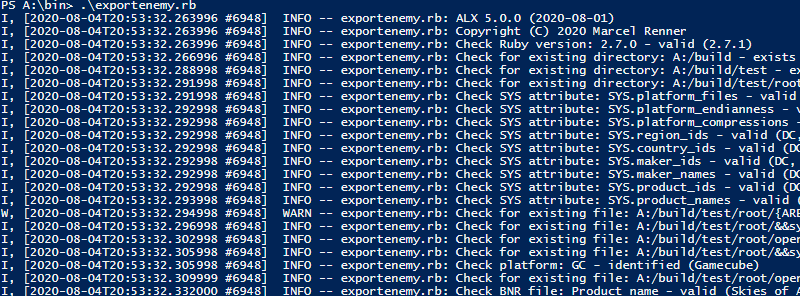 PS A:\bin> .\exportenemy.rb
I, [2020-08-04T20:53:32.263996 #6948]  INFO -- exportenemy.rb: ALX 5.0.0 (2020-08-01)
I, [2020-08-04T20:53:32.263996 #6948]  INFO -- exportenemy.rb: Copyright (C) 2020 Marcel Renner
I, [2020-08-04T20:53:32.263996 #6948]  INFO -- exportenemy.rb: Check Ruby version: 2.7.0 - valid (2.7.1)
I, [2020-08-04T20:53:32.266996 #6948]  INFO -- exportenemy.rb: Check for existing directory: A:/build - exists
I, [2020-08-04T20:53:32.288998 #6948]  INFO -- exportenemy.rb: Check for existing directory: A:/build/test - ex
I, [2020-08-04T20:53:32.291998 #6948]  INFO -- exportenemy.rb: Check for existing directory: A:/build/test/root
I, [2020-08-04T20:53:32.291998 #6948]  INFO -- exportenemy.rb: Check SYS attribute: SYS.platform_files - valid
I, [2020-08-04T20:53:32.292998 #6948]  INFO -- exportenemy.rb: Check SYS attribute: SYS.platform_endianness - v
I, [2020-08-04T20:53:32.292998 #6948]  INFO -- exportenemy.rb: Check SYS attribute: SYS.platform_compressions -
I, [2020-08-04T20:53:32.292998 #6948]  INFO -- exportenemy.rb: Check SYS attribute: SYS.region_ids - valid (DC,
I, [2020-08-04T20:53:32.292998 #6948]  INFO -- exportenemy.rb: Check SYS attribute: SYS.country_ids - valid (DC
I, [2020-08-04T20:53:32.292998 #6948]  INFO -- exportenemy.rb: Check SYS attribute: SYS.maker_ids - valid (DC,
I, [2020-08-04T20:53:32.292998 #6948]  INFO -- exportenemy.rb: Check SYS attribute: SYS.maker_names - valid (DC
I, [2020-08-04T20:53:32.292998 #6948]  INFO -- exportenemy.rb: Check SYS attribute: SYS.product_ids - valid (DC
I, [2020-08-04T20:53:32.293998 #6948]  INFO -- exportenemy.rb: Check SYS attribute: SYS.product_names - valid (
W, [2020-08-04T20:53:32.294998 #6948]  WARN -- exportenemy.rb: Check for existing file: A:/build/test/root/{ARE
I, [2020-08-04T20:53:32.296998 #6948]  INFO -- exportenemy.rb: Check for existing file: A:/build/test/root/&&sy
I, [2020-08-04T20:53:32.302998 #6948]  INFO -- exportenemy.rb: Check for existing file: A:/build/test/root/open
I, [2020-08-04T20:53:32.305998 #6948]  INFO -- exportenemy.rb: Check for existing file: A:/build/test/root/&&sy
I, [2020-08-04T20:53:32.305998 #6948]  INFO -- exportenemy.rb: Check platform: GC - identified (Gamecube)
I, [2020-08-04T20:53:32.309999 #6948]  INFO -- exportenemy.rb: Check for existing file: A:/build/test/root/open
I, [2020-08-04T20:53:32.332000 #6948]  INFO -- exportenemy.rb: Check BNR file: Product name - valid (Skies of A